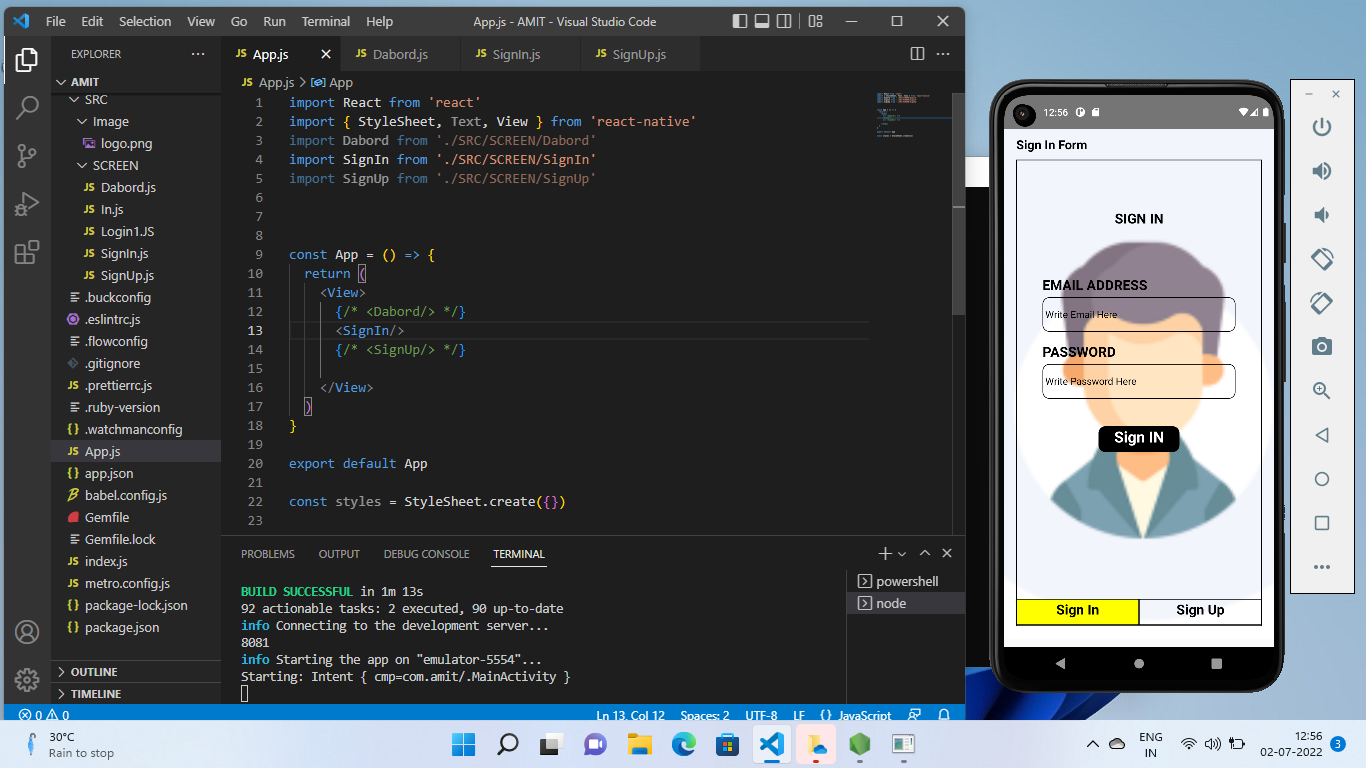 File Edit Selection View Go Run Terminal Help
App.js - AMIT - Visual Studio Code
EXPLORER
AMIT
SRC
Image
logo.png
SCREEN
JS Dabord.js
JS In.js
JS Login1.JS
JS SignIn.js
JS SignUp.js
.buckconfig
.eslintrc.js
.flowconfig
.gitignore
JS .prettierrc.js
.ruby-version
{} .watchmanconfig
JS App.js
{} app.json
babel.config.js
Gemfile
Gemfile.lock
JS index.js
JS metro.config.js
{} package-lock.json
{} package.json
OUTLINE
TIMELINE
JS App.js
JS Dabord.js
JS SignIn.js
JS SignUp.js
JS App.js > App
1 import React from 'react'
2 import { StyleSheet, Text, View } from 'react-native'
3 import Dabord from './SRC/SCREEN/Dabord'
4 import SignIn from './SRC/SCREEN/SignIn'
5 import SignUp from './SRC/SCREEN/SignUp'
6
7
8
9 const App = () => {
10 return (
11 <View>
12 {/* <Dabord/> */}
13 <SignIn/>
14 {/* <SignUp/> */}
15
16 </View>
17 )
18 }
19
20 export default App
21
22 const styles = StyleSheet.create({})
23
PROBLEMS OUTPUT DEBUG CONSOLE TERMINAL
BUILD SUCCESSFUL in 1m 13s
92 actionable tasks: 2 executed, 90 up-to-date
info Connecting to the development server...
8081
info Starting the app on "emulator-5554"...
Starting: Intent { cmp=com.amit/.MainActivity }
powershell
node
0 0
Ln 13, Col 12 Spaces: 2 UTF-8 LF {} JavaScript
12:56
Sign In Form
SIGN IN
EMAIL ADDRESS
Write Email Here
PASSWORD
Write Password Here
Sign IN
Sign In
Sign Up
30°C
Rain to stop
ENG
IN
12:56
02-07-2022
3